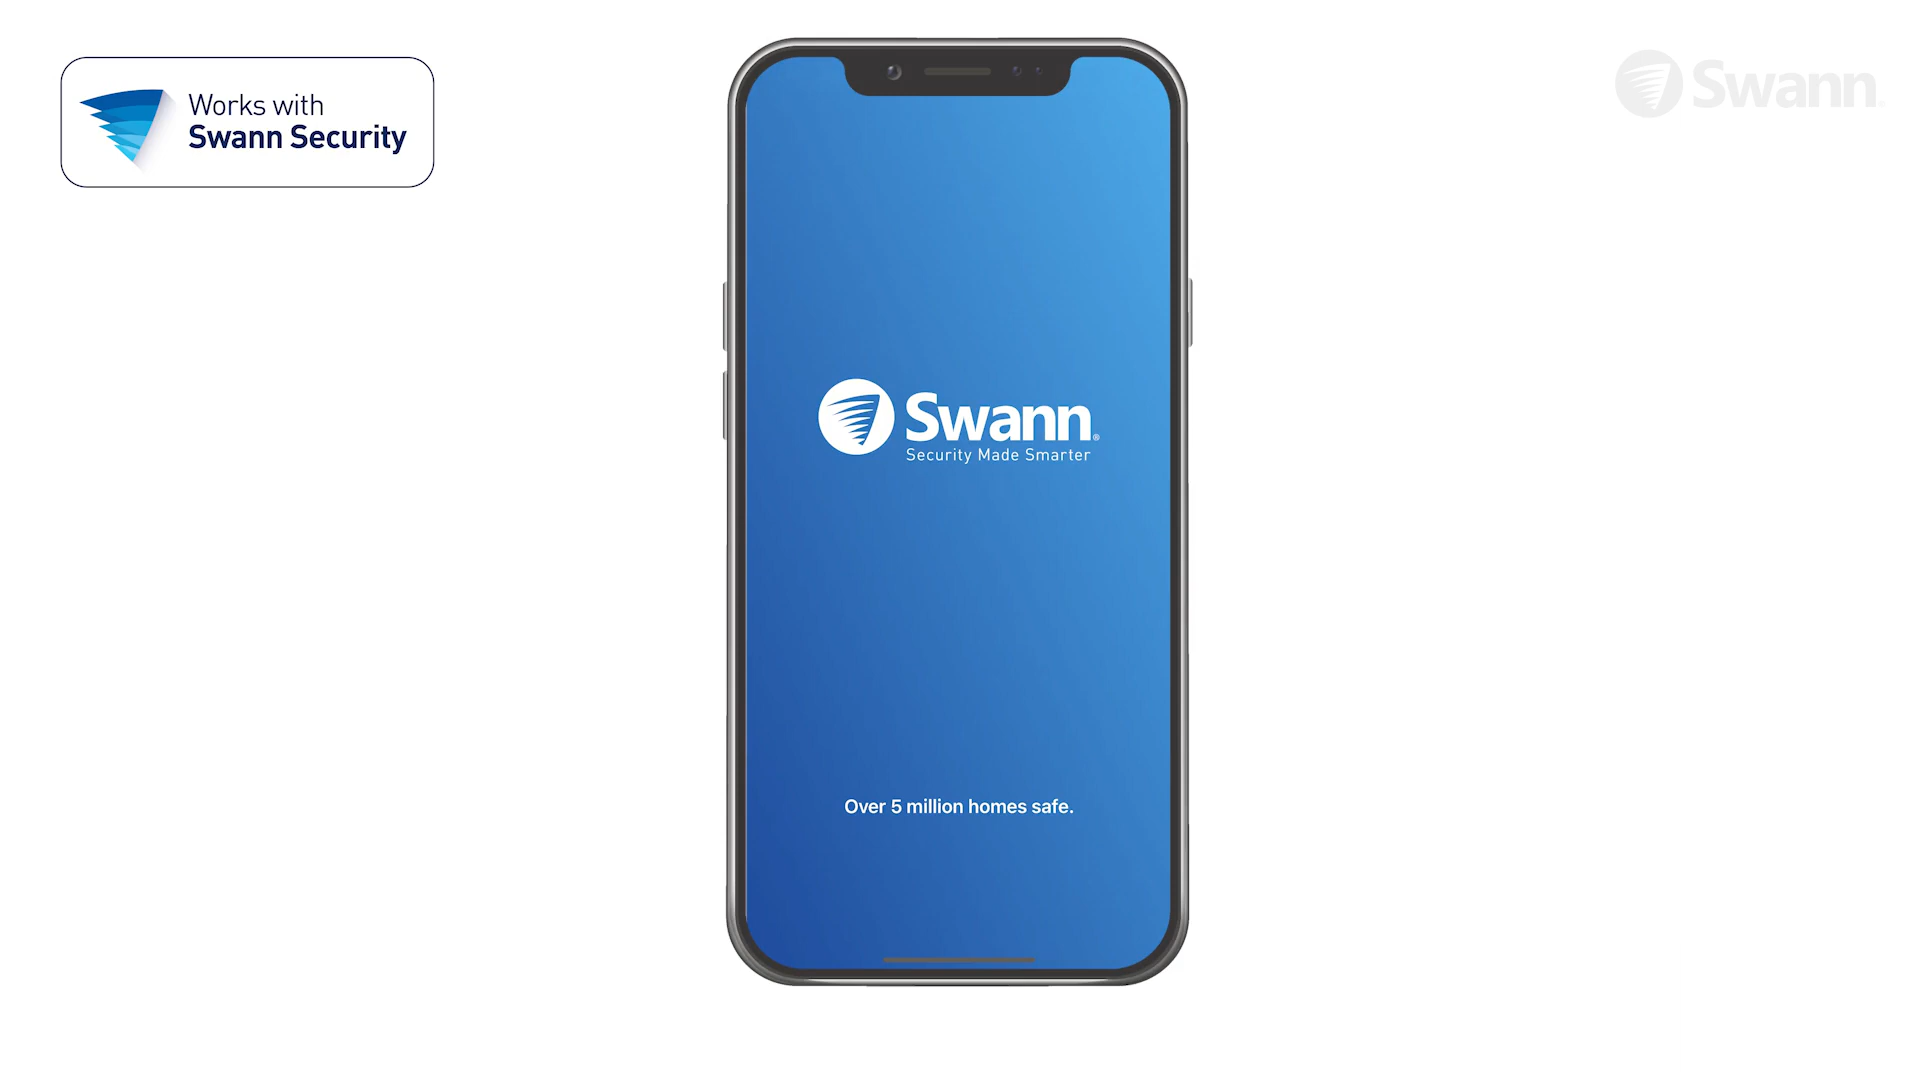 Works with
Swann Security
Swann
Swann®
Security Made Smarter
Over 5 million homes safe.